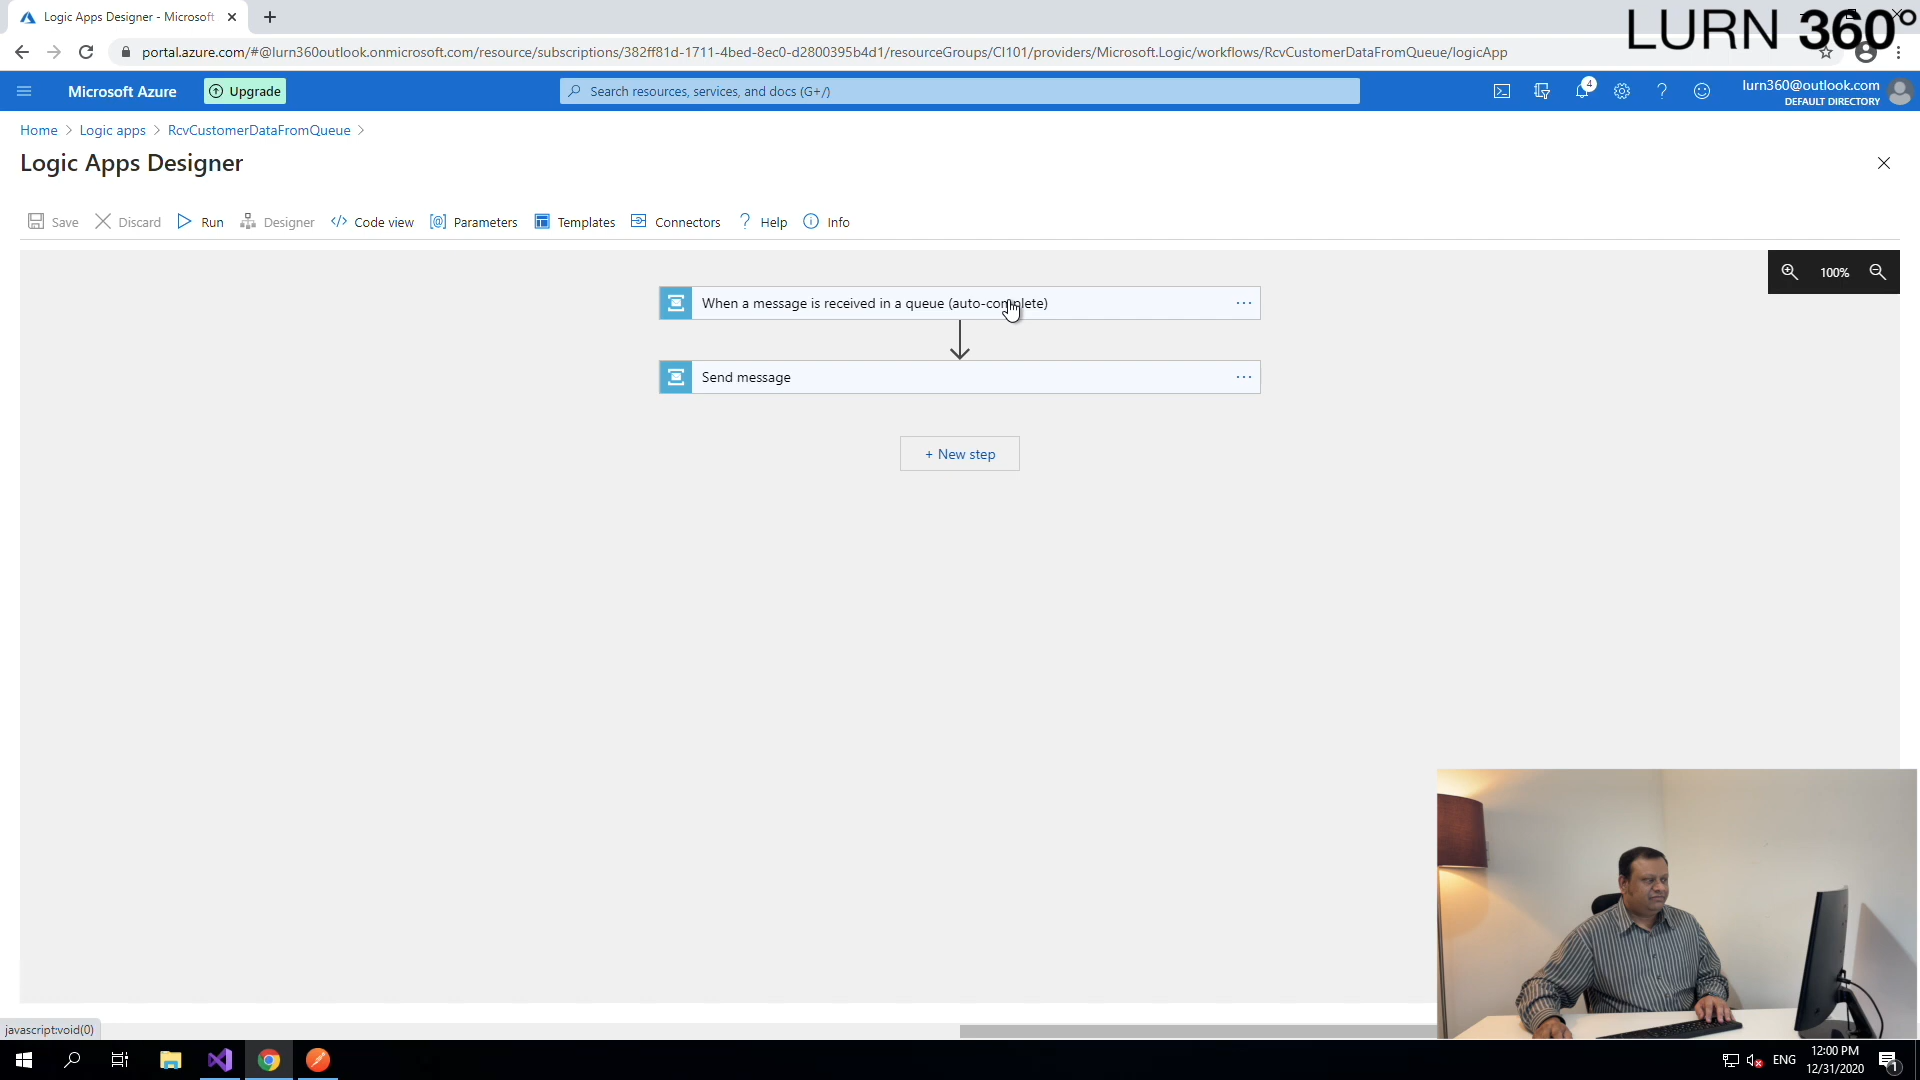 Logic Apps Designer - Microsoft
LURN 360°
portal.azure.com/#@lurn360outlook.onmicrosoft.com/resource/subscriptions/382ff81d-1711-4bed-8ec0-d2800395b4d1/resourceGroups/CI101/providers/Microsoft.Logic/workflows/RcvCustomerDataFromQueue/logicApp
Microsoft Azure
Upgrade
Search resources, services, and docs (G+/)
4
lurn360@outlook.com
DEFAULT DIRECTORY
Home > Logic apps > RcvCustomerDataFromQueue >
Logic Apps Designer
Save Discard Run Designer Code view Parameters Templates Connectors Help Info
100%
When a message is received in a queue (auto-complete)
Send message
+ New step
javascript:void(0)
ENG
12:00 PM
12/31/2020
1